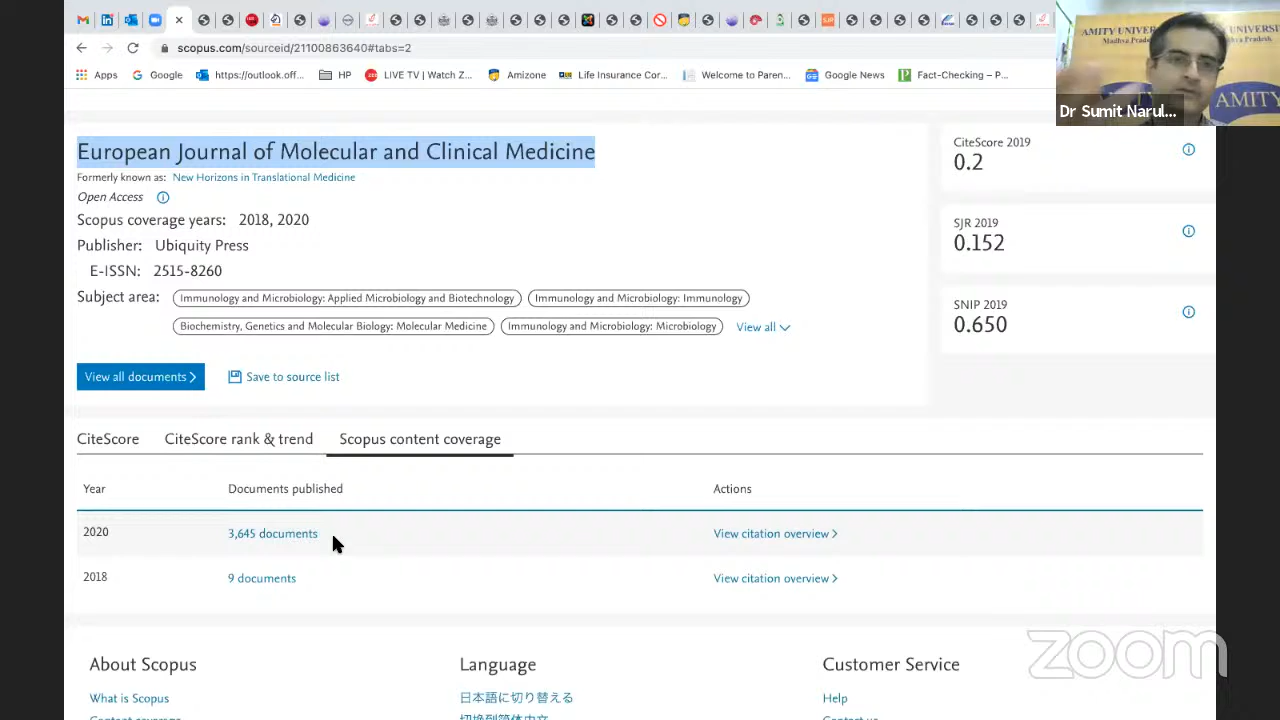 scopus.com/sourceid/21100863640#tabs=2
Apps Google https://outlook.off... HP LIVE TV | Watch Z... Amizone Life Insurance Cor... Welcome to Paren... Google News Fact-Checking – P...
AMITY
Dr Sumit Narul...
European Journal of Molecular and Clinical Medicine
Formerly known as: New Horizons in Translational Medicine
Open Access
Scopus coverage years: 2018, 2020
Publisher: Ubiquity Press
E-ISSN: 2515-8260
Subject area: Immunology and Microbiology: Applied Microbiology and Biotechnology Immunology and Microbiology: Immunology
Biochemistry, Genetics and Molecular Biology: Molecular Medicine Immunology and Microbiology: Microbiology View all
CiteScore 2019
0.2
SJR 2019
0.152
SNIP 2019
0.650
View all documents Save to source list
CiteScore CiteScore rank & trend Scopus content coverage
Year Documents published Actions
2020 3,645 documents View citation overview
2018 9 documents View citation overview
zoom
About Scopus Language Customer Service
What is Scopus 日本語に切り替える Help